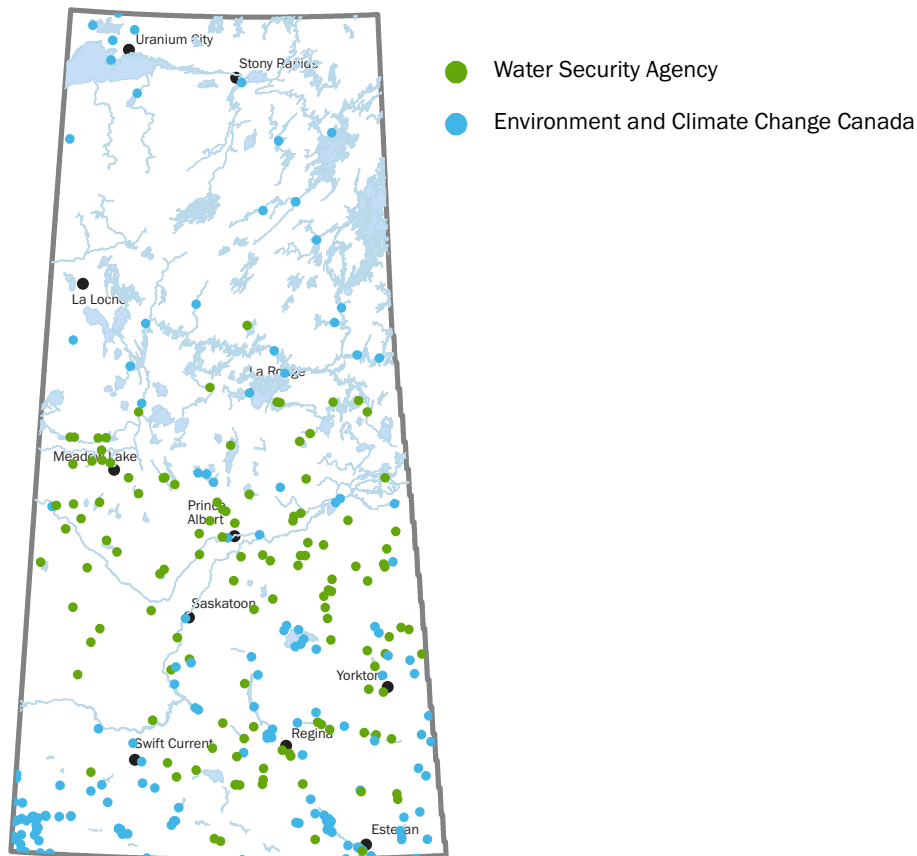 Uranium City
Stony Rapids
Water Security Agency
Environment and Climate Change Canada
La Loche
La Ronge
Meadow Lake
Prince
Albert
Saskatoon
Yorkton
Regina
Swift Current
Estevan